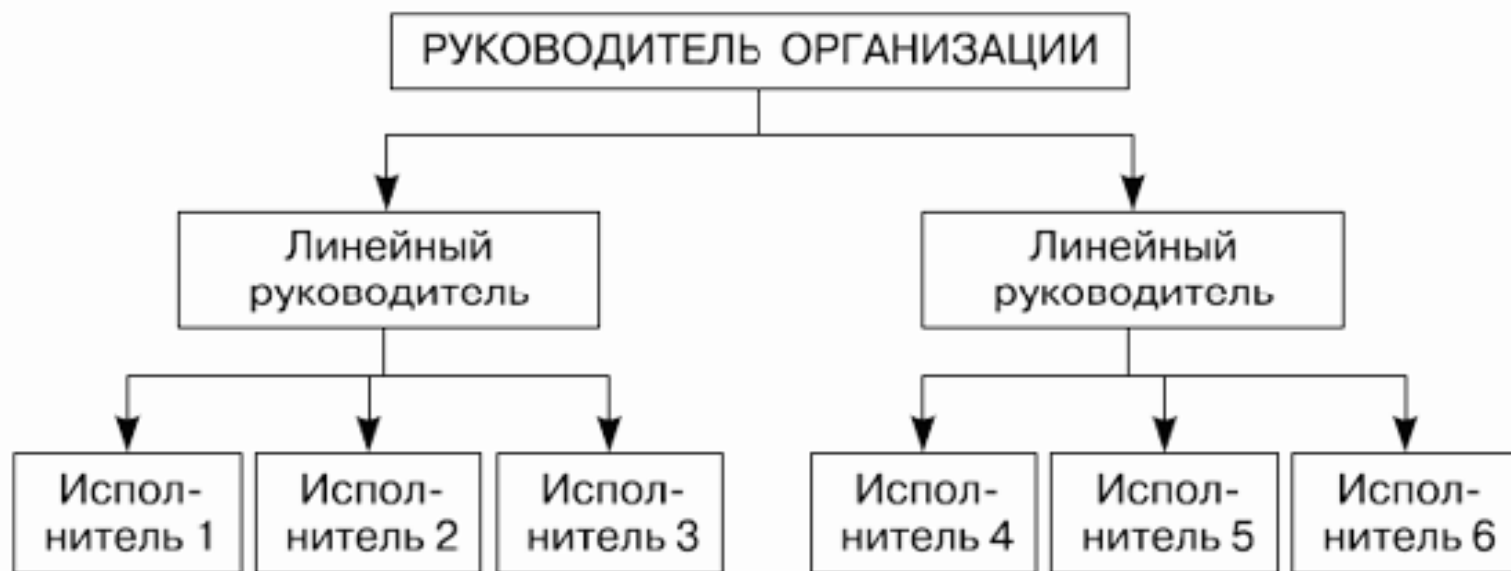 РУКОВОДИТЕЛЬ ОРГАНИЗАЦИИ
Линейный
руководитель
Линейный
руководитель
Испол-
нитель 1
Испол-
нитель 2
Испол-
нитель 3
Испол-
нитель 4
Испол-
нитель 5
Испол-
нитель 6